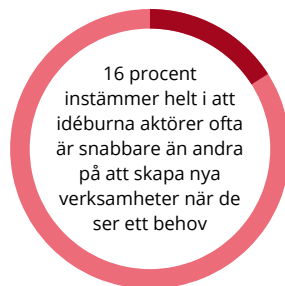 16 procent
instämmer helt i att
idéburna aktörer ofta
är snabbare än andra
på att skapa nya
verksamheter när de
ser ett behov